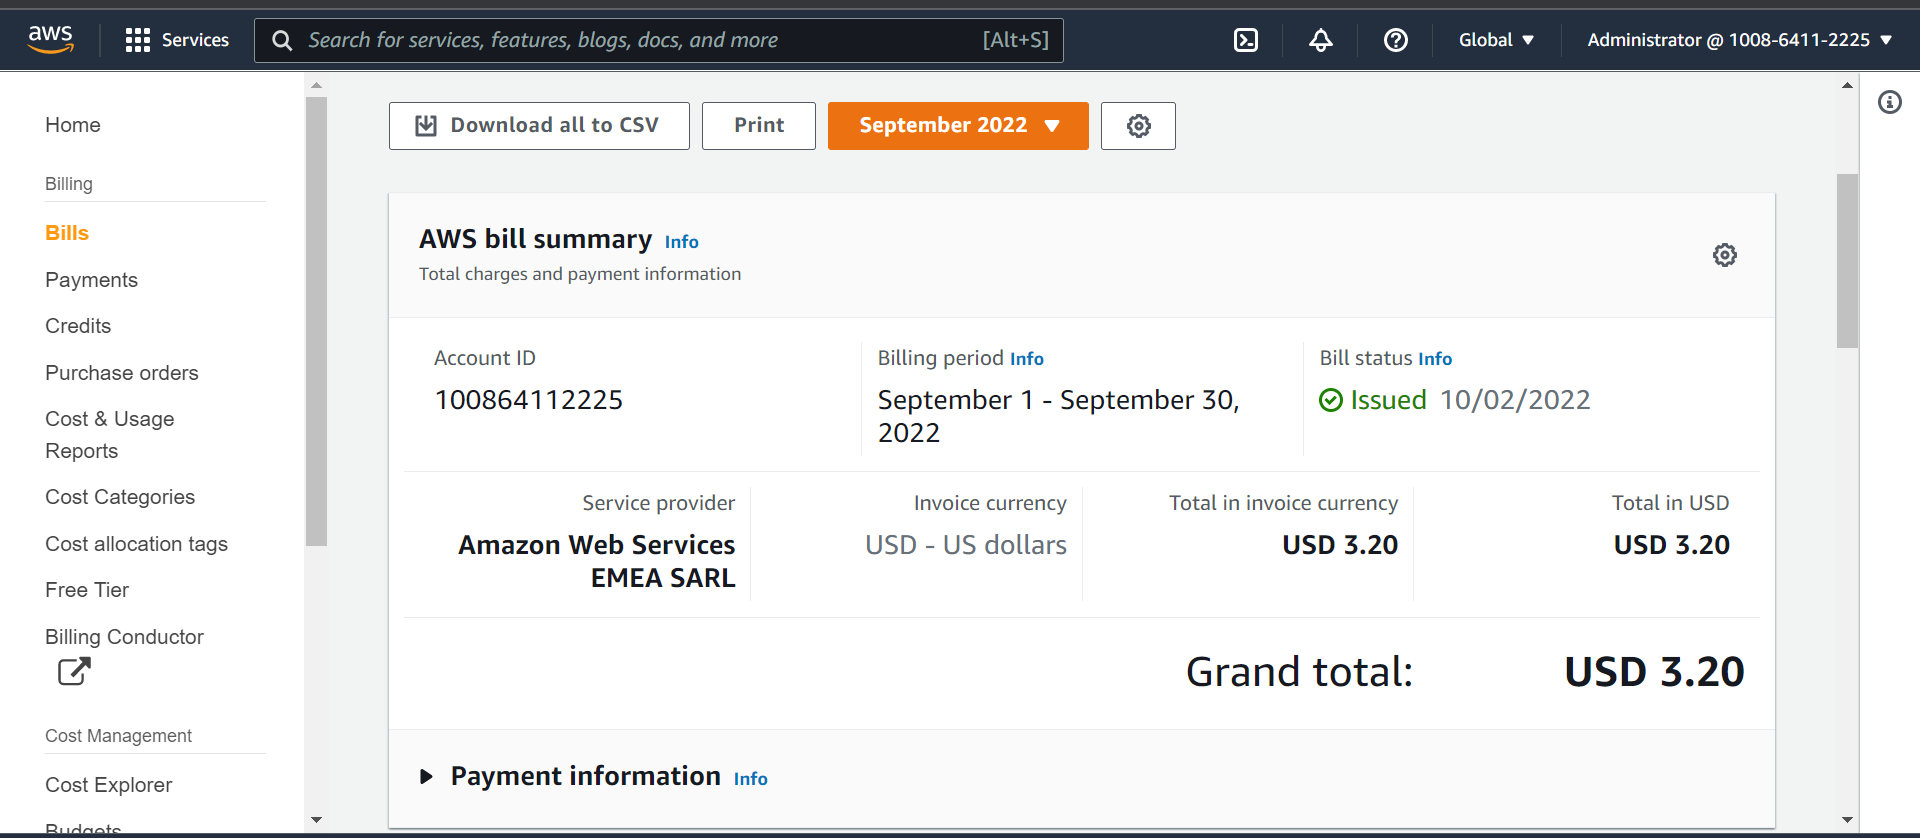 aws
Services
Search for services, features, blogs, docs, and more
[Alt+S]
Global
Administrator @ 1008-6411-2225
Home
Billing
Bills
Payments
Credits
Purchase orders
Cost & Usage
Reports
Cost Categories
Cost allocation tags
Free Tier
Billing Conductor
Cost Management
Cost Explorer
Budgets
Download all to CSV
Print
September 2022
AWS bill summary Info
Total charges and payment information
Account ID
100864112225
Billing period Info
September 1 - September 30,
2022
Bill status Info
Issued 10/02/2022
Service provider
Amazon Web Services
EMEA SARL
Invoice currency
USD - US dollars
Total in invoice currency
USD 3.20
Total in USD
USD 3.20
Grand total: USD 3.20
Payment information Info